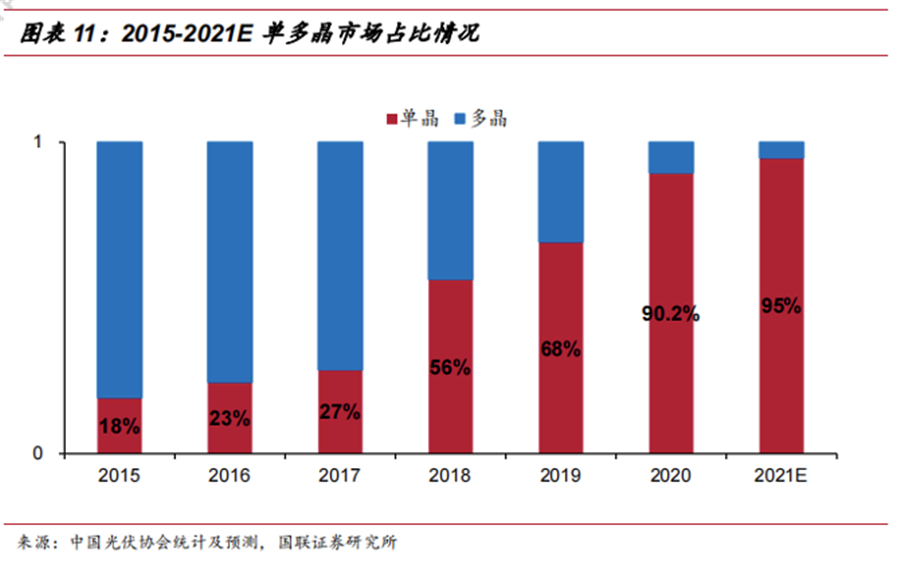 图表 11：2015-2021E 单多晶市场占比情况
单晶 多晶
1
18% 23% 27% 56% 68% 90.2% 95%
0
2015 2016 2017 2018 2019 2020 2021E
来源：中国光伏协会统计及预测，国联证券研究所